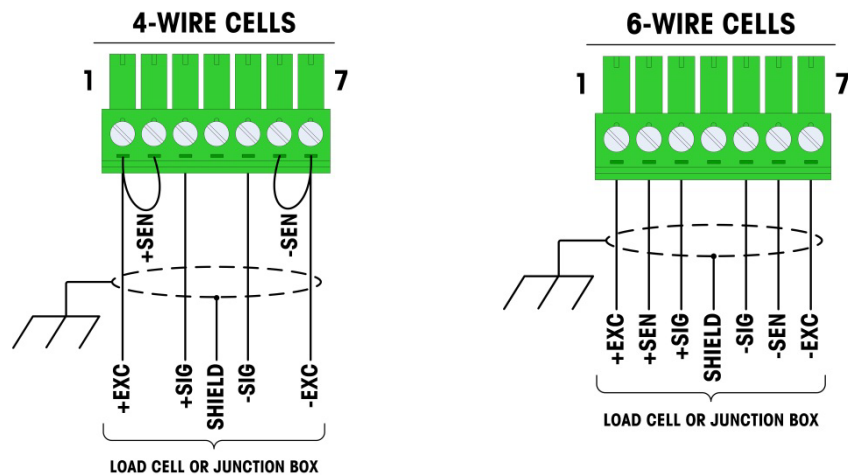 4-WIRE CELLS
1
7
+SEN
-SEN
+EXC
+SIG
SHIELD
-SIG
-EXC
LOAD CELL OR JUNCTION BOX
6-WIRE CELLS
1
7
+EXC
+SEN
+SIG
SHIELD
-SIG
-SEN
-EXC
LOAD CELL OR JUNCTION BOX